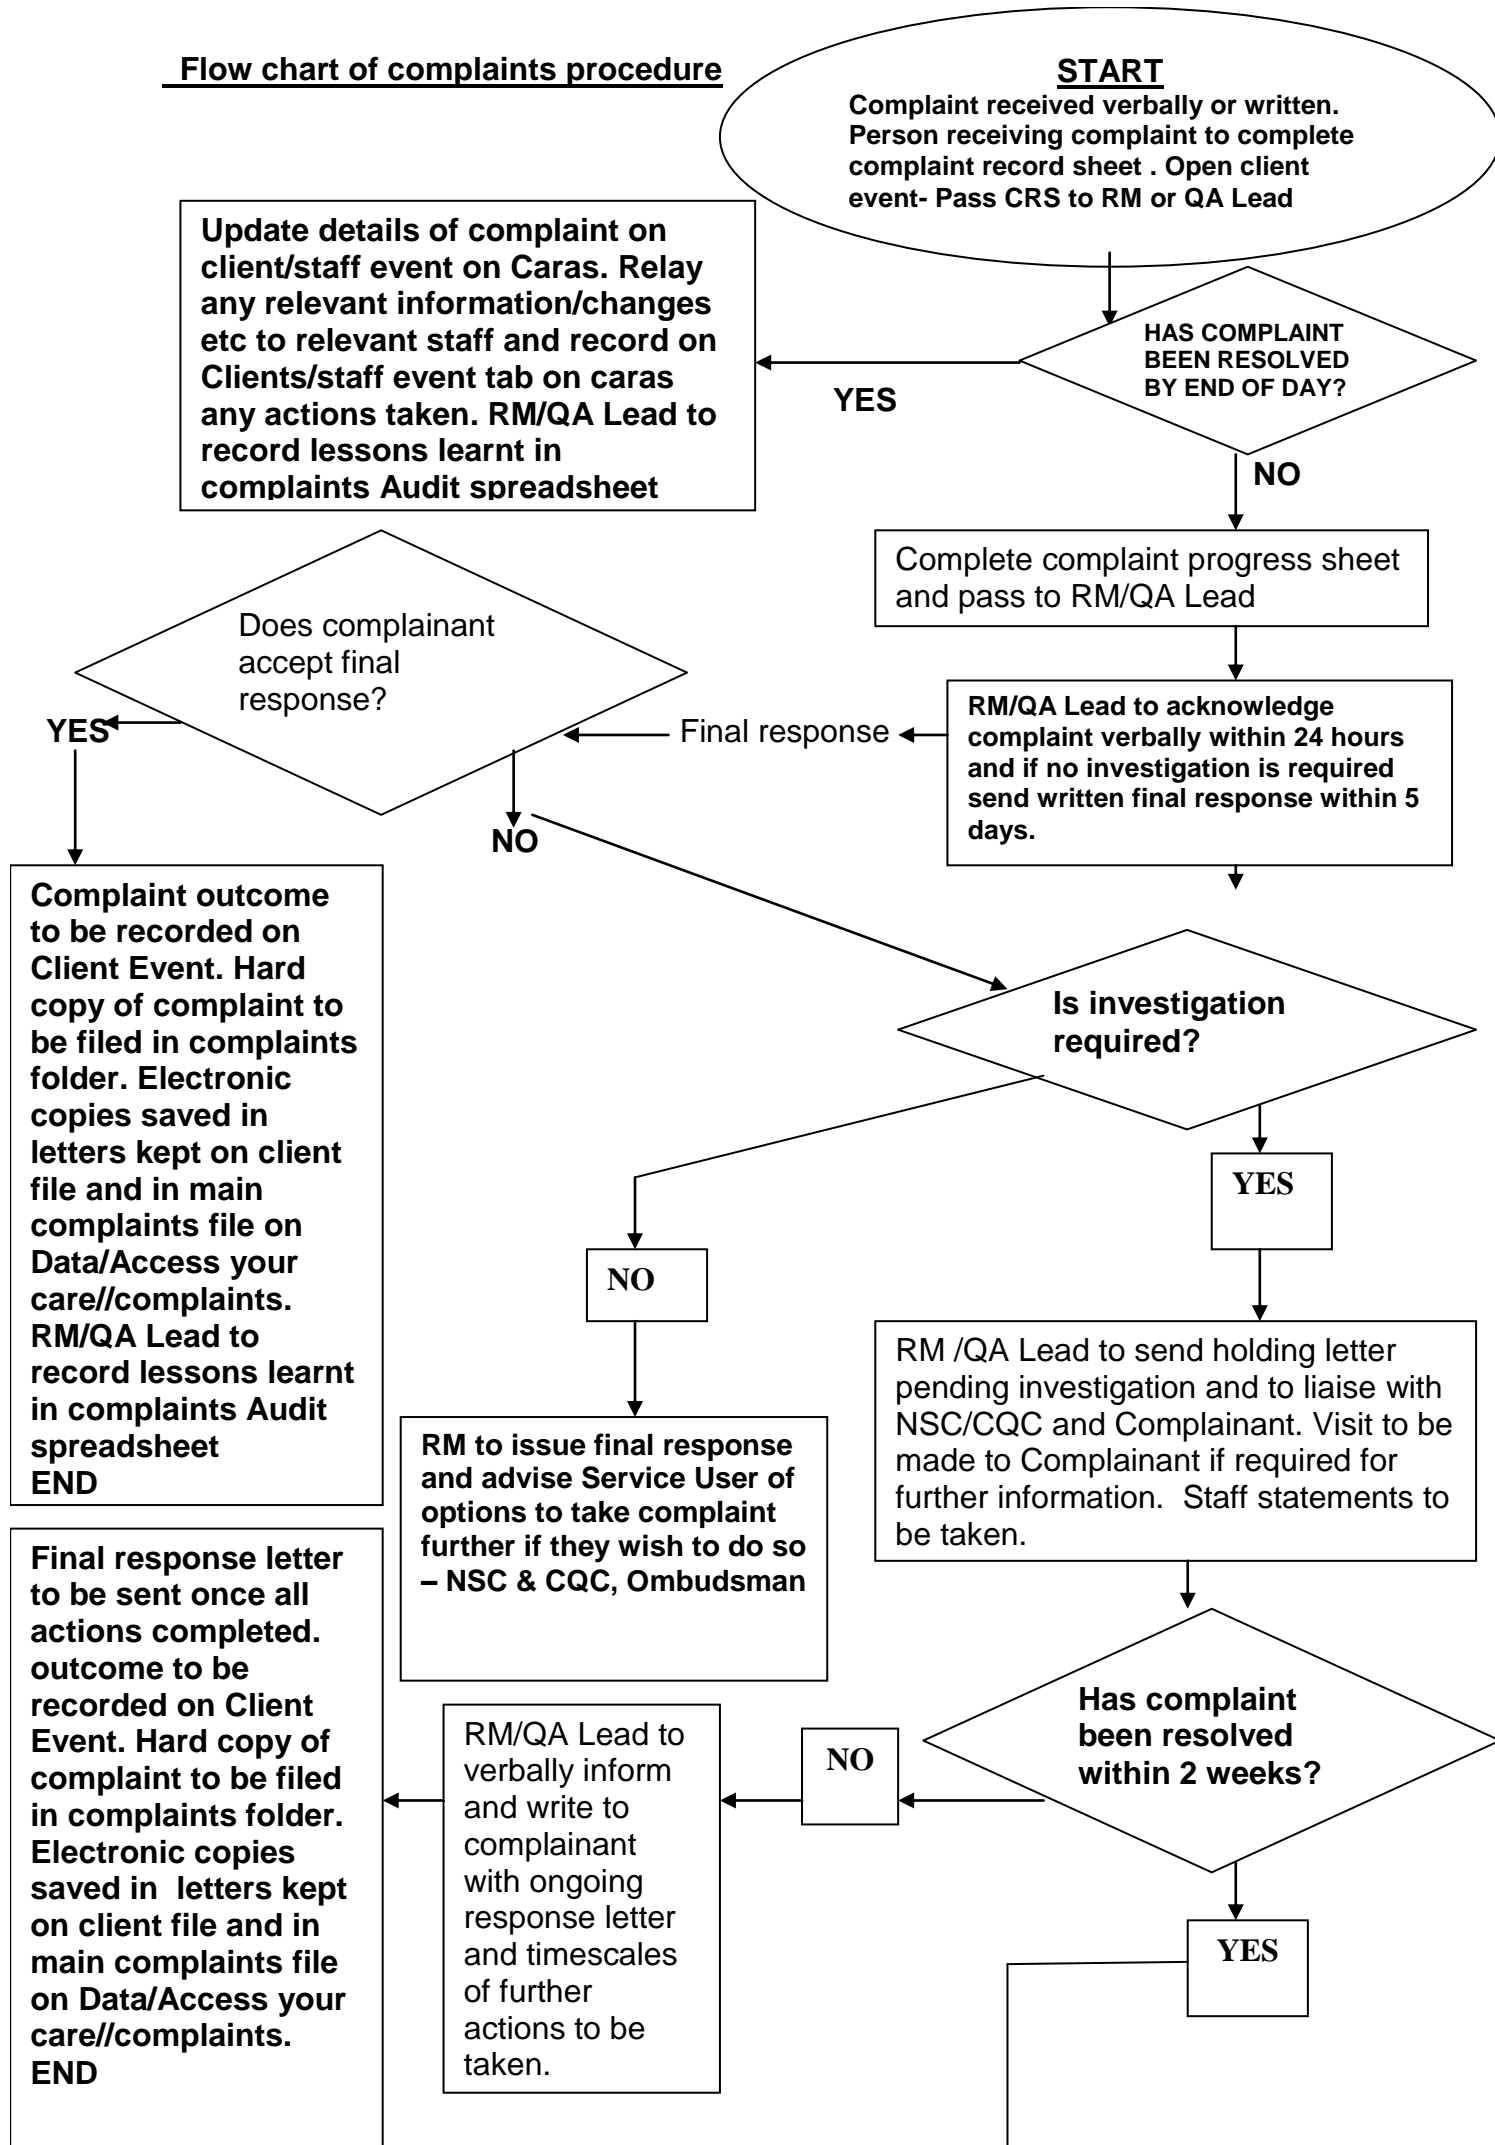 Flow chart of complaints procedure
START
Complaint received verbally or written.
Person receiving complaint to complete
complaint record sheet . Open client
event- Pass CRS to RM or QA Lead
Update details of complaint on
client/staff event on Caras. Relay
any relevant information/changes
etc to relevant staff and record on
Clients/staff event tab on caras
any actions taken. RM/QA Lead to
record lessons learnt in
complaints Audit spreadsheet
HAS COMPLAINT
BEEN RESOLVED
BY END OF DAY?
YES
NO
Complete complaint progress sheet
and pass to RM/QA Lead
Does complainant
accept final
response?
YES
Final response
RM/QA Lead to acknowledge
complaint verbally within 24 hours
and if no investigation is required
send written final response within 5
days.
NO
Complaint outcome
to be recorded on
Client Event. Hard
copy of complaint to
be filed in complaints
folder. Electronic
copies saved in
letters kept on client
file and in main
complaints file on
Data/Access your
care//complaints.
RM/QA Lead to
record lessons learnt
in complaints Audit
spreadsheet
END
Is investigation
required?
YES
NO
RM /QA Lead to send holding letter
pending investigation and to liaise with
NSC/CQC and Complainant. Visit to be
made to Complainant if required for
further information.  Staff statements to
be taken.
RM to issue final response
and advise Service User of
options to take complaint
further if they wish to do so
– NSC & CQC, Ombudsman
Final response letter
to be sent once all
actions completed.
outcome to be
recorded on Client
Event. Hard copy of
complaint to be filed
in complaints folder.
Electronic copies
saved in  letters kept
on client file and in
main complaints file
on Data/Access your
care//complaints.
END
RM/QA Lead to
verbally inform
and write to
complainant
with ongoing
response letter
and timescales
of further
actions to be
taken.
NO
Has complaint
been resolved
within 2 weeks?
YES